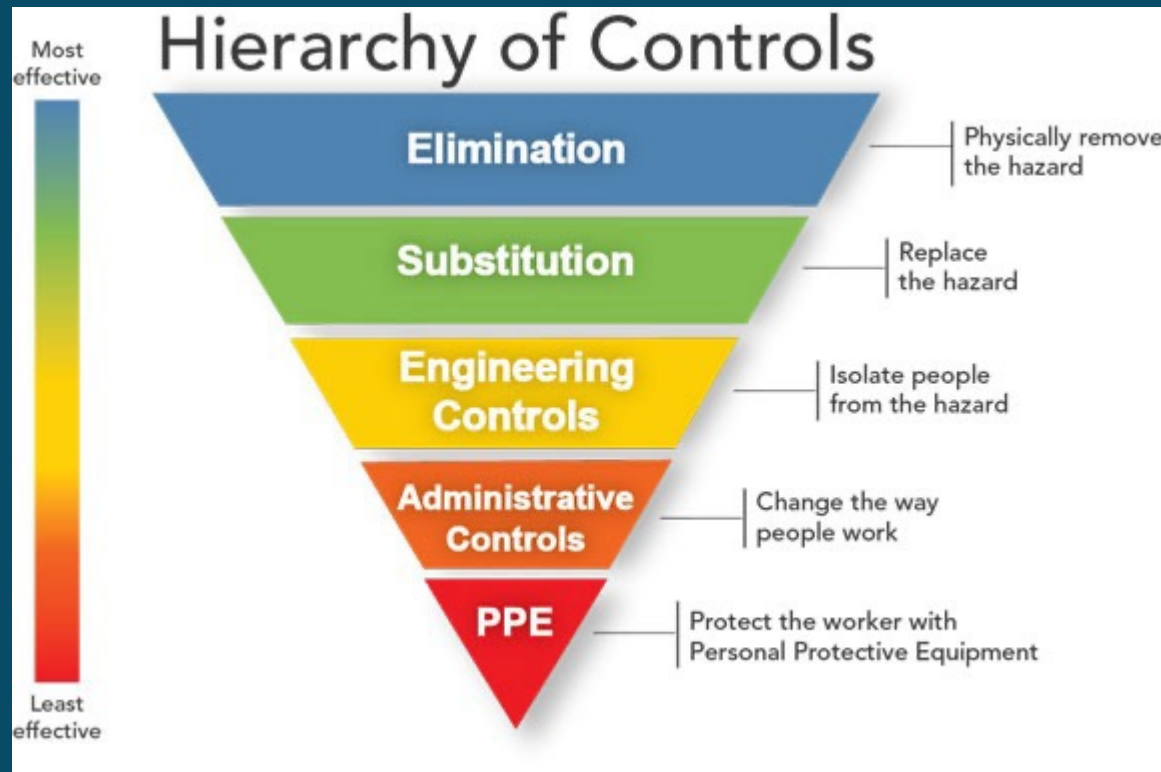 Hierarchy of Controls
Most
effective
Elimination
Physically remove
the hazard
Substitution
Replace
the hazard
Engineering
Controls
Isolate people
from the hazard
Administrative
Controls
Change the way
people work
PPE
Protect the worker with
Personal Protective Equipment
Least
effective